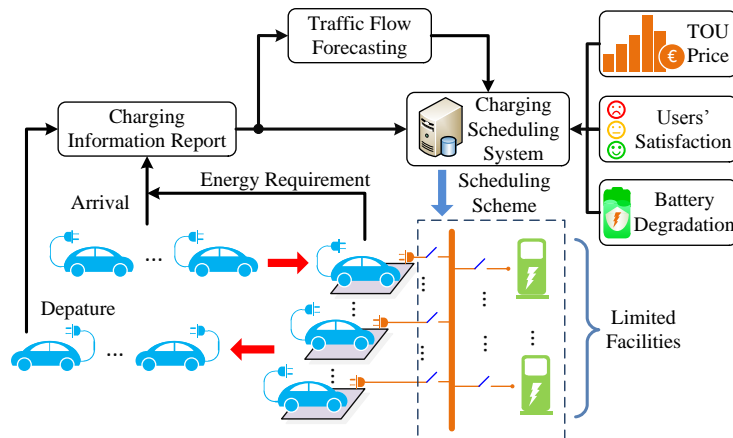 Traffic Flow
Forecasting
TOU
Price
€
Charging
Information Report
Charging
Scheduling
System
Users'
Satisfaction
Energy Requirement
Scheduling
Scheme
Arrival
Battery
Degradation
...
Depature
...
Limited
Facilities